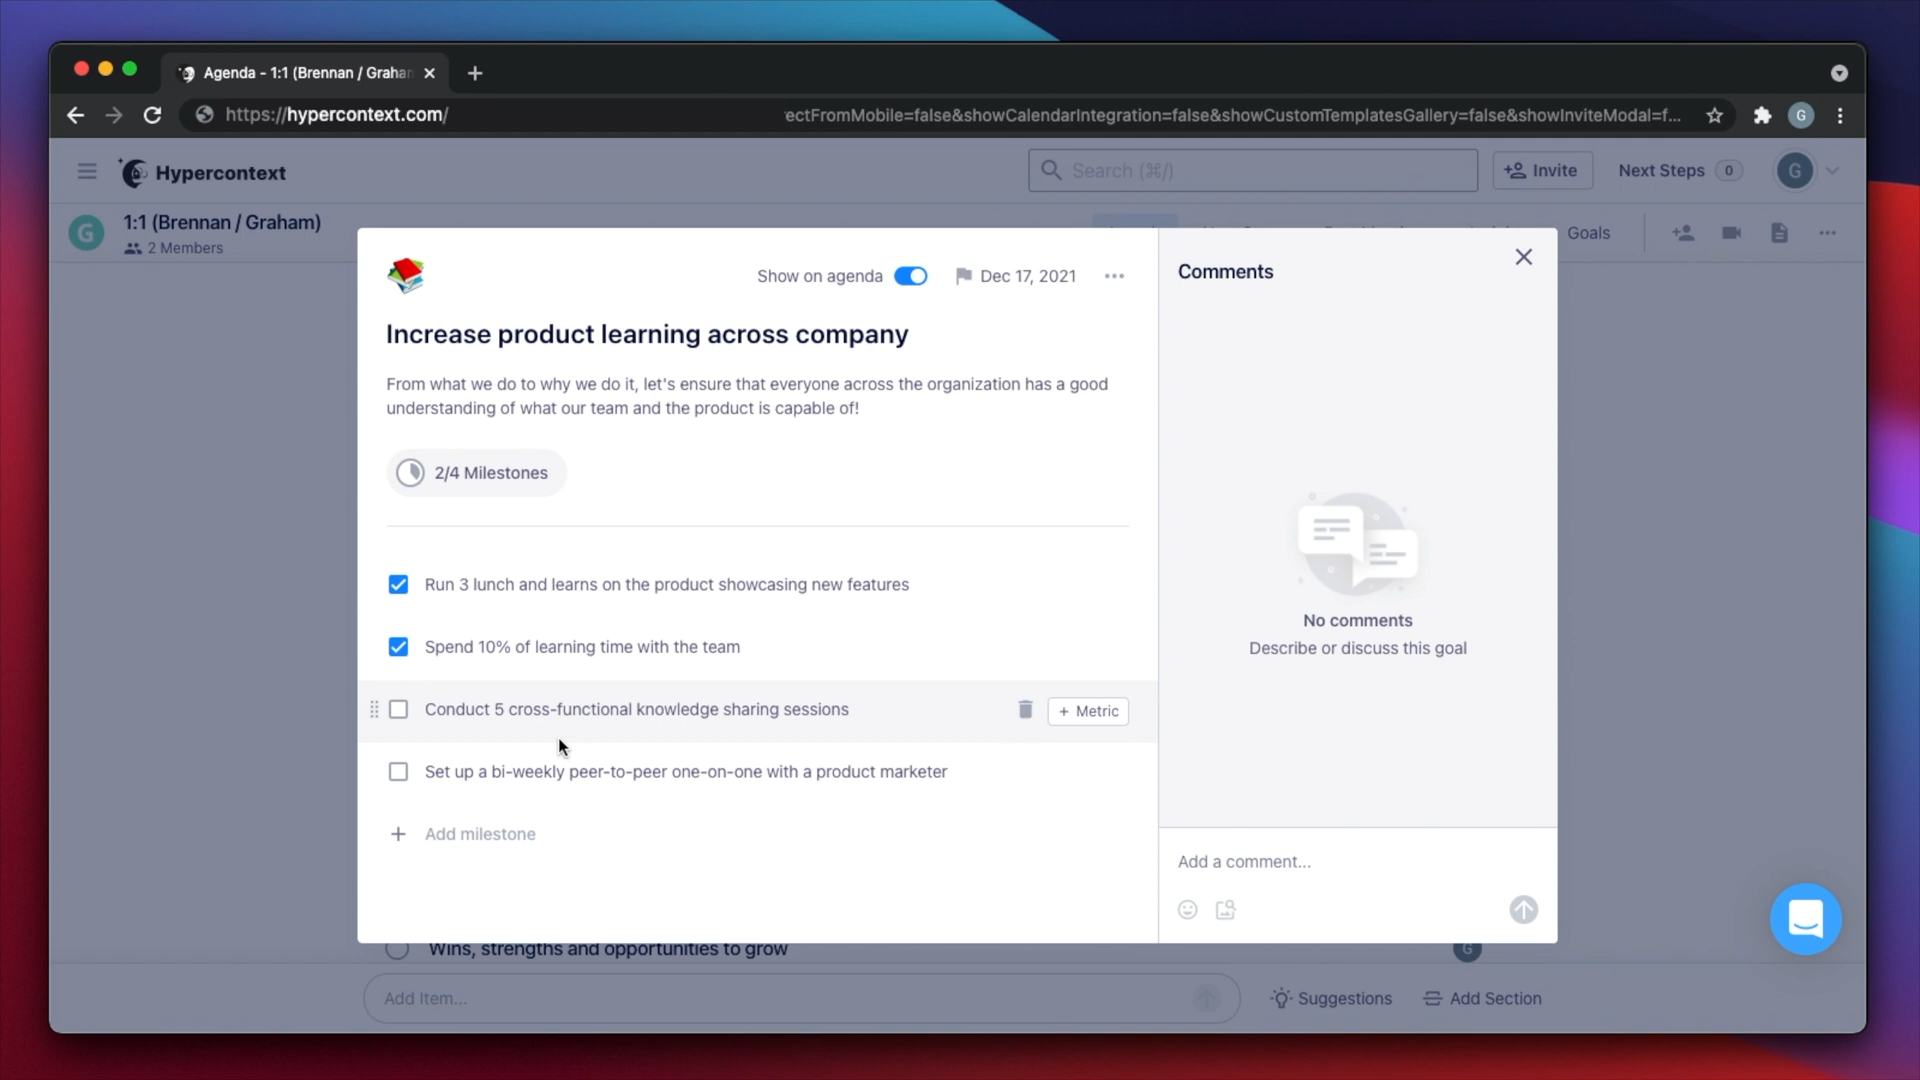 Agenda - 1:1 (Brennan / Graha
https://hypercontext.com/
ectFromMobile=false&showCalendarIntegration=false&showCustomTemplatesGallery=false&showInviteModal=f...
G
Hypercontext
Search (⌘/)
Invite
Next Steps
0
G
G
1:1 (Brennan / Graham)
2 Members
Goals
Show on agenda
Dec 17, 2021
Increase product learning across company
From what we do to why we do it, let's ensure that everyone across the organization has a good
understanding of what our team and the product is capable of!
2/4 Milestones
Run 3 lunch and learns on the product showcasing new features
Spend 10% of learning time with the team
Conduct 5 cross-functional knowledge sharing sessions
+ Metric
Set up a bi-weekly peer-to-peer one-on-one with a product marketer
+ Add milestone
Comments
No comments
Describe or discuss this goal
Add a comment...
Wins, strengths and opportunities to grow
G
Add Item...
Suggestions
Add Section